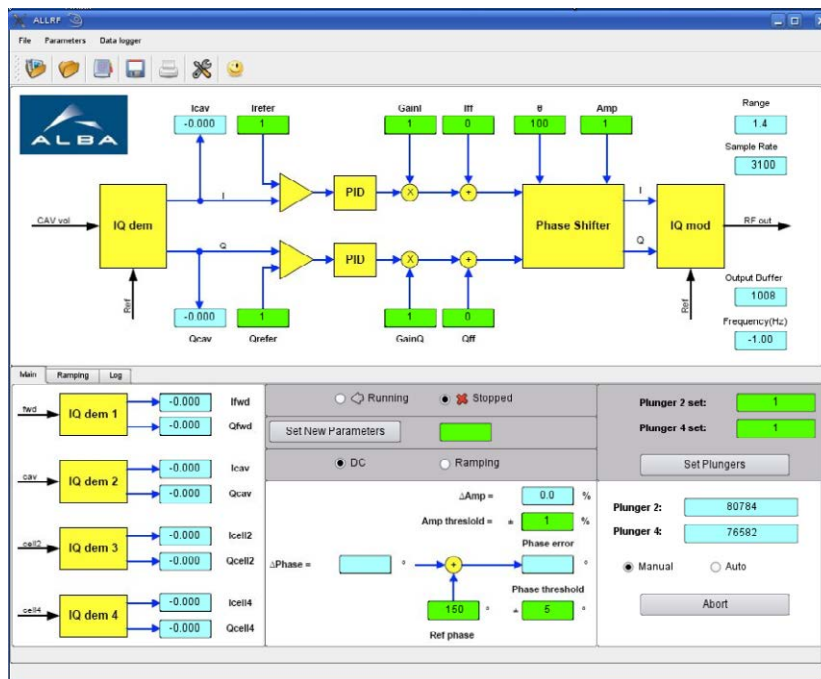 ALLRF
File Parameters Data logger
ALBA
Icav Irefer GainI Iff θ Amp Range
-0.000 1 1 0 100 1 1.4
Sample Rate
3100
PID
I I
CAV vol IQ dem Phase Shifter IQ mod RF out
X +
Q Q
PID
X +
Ref Ref
Output Buffer
1008
-0.000 1 1 0
Frequency(Hz)
Qcav Qrefer GainQ Qff
-1.00
Main Ramping Log
fwd IQ dem 1 -0.000 Ifwd
-0.000 Qfwd
cav IQ dem 2 -0.000 Icav
-0.000 Qcav
cell2 IQ dem 3 -0.000 Icell2
-0.000 Qcell2
cell4 IQ dem 4 -0.000 Icell4
-0.000 Qcell4
Running Stopped
Set New Parameters
DC Ramping
ΔAmp = 0.0 %
Amp threslold = ± 1 %
Phase error
ΔPhase = ° + °
Phase threshold
150 ° ± 5 °
Ref phase
Plunger 2 set: 1
Plunger 4 set: 1
Set Plungers
Plunger 2: 80784
Plunger 4: 76582
Manual Auto
Abort